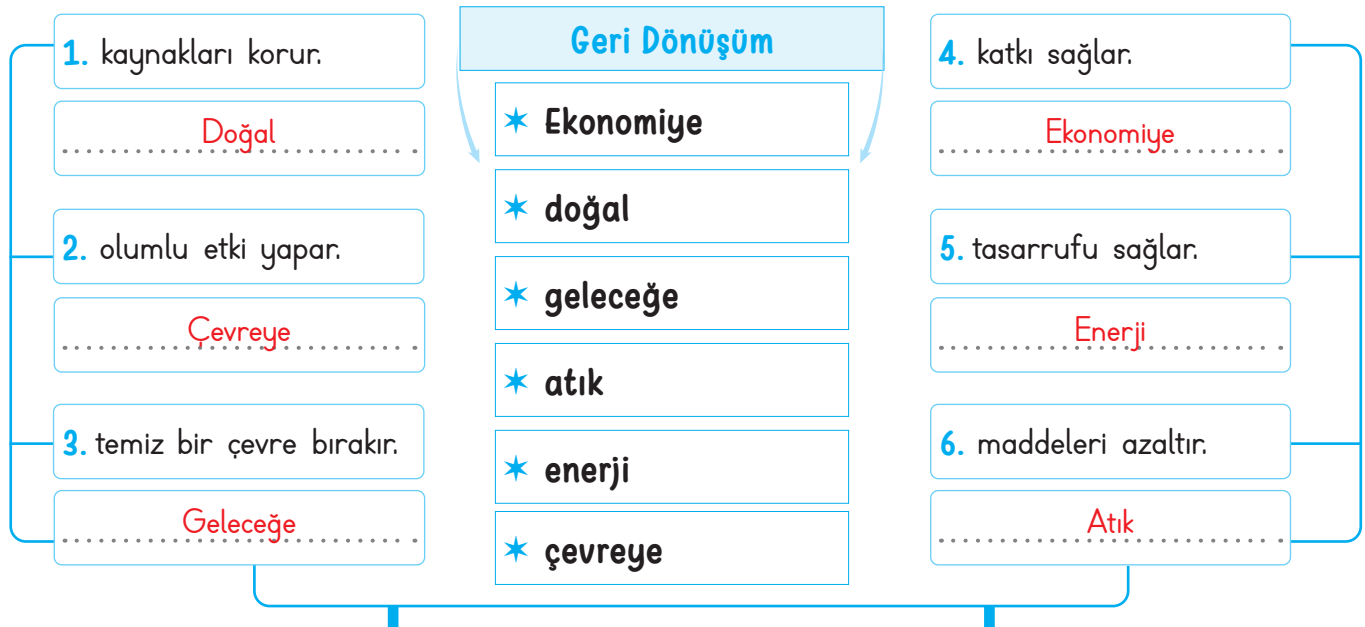 1. kaynakları korur.
Doğal
2. olumlu etki yapar.
Çevreye
3. temiz bir çevre bırakır.
Geleceğe
Geri Dönüşüm
Ekonomiye
doğal
geleceğe
atık
enerji
çevreye
4. katkı sağlar.
Ekonomiye
5. tasarrufu sağlar.
Enerji
6. maddeleri azaltır.
Atık